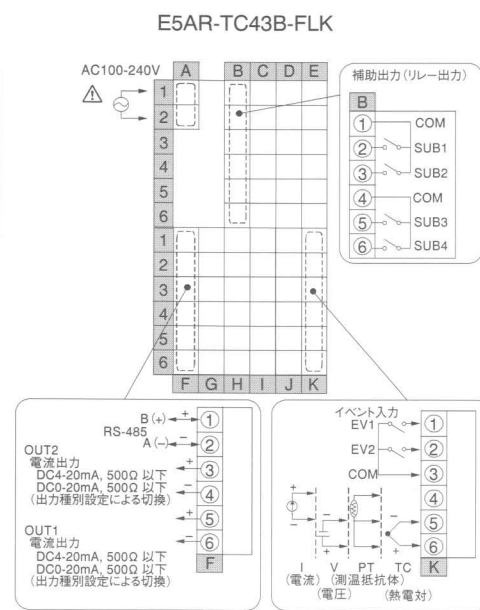 E5AR-TC43B-FLK
AC100-240V
A B C D E
1
2
3
4
5
6
1
2
3
4
5
6
F G H I J K
補助出力(リレー出力)
B
① COM
② SUB1
③ SUB2
④ COM
⑤ SUB3
⑥ SUB4
B(+) + ①
RS-485
A(−) − ②
OUT2
電流出力
DC4-20mA, 500Ω 以下
DC0-20mA, 500Ω 以下
(出力種別設定による切換)
+ ③
− ④
OUT1
電流出力
DC4-20mA, 500Ω 以下
DC0-20mA, 500Ω 以下
(出力種別設定による切換)
+ ⑤
− ⑥
F
イベント入力
EV1 ①
EV2 ②
COM ③
④
⑤
⑥
+ − − +
− + + −
I V PT TC
K
(電流) (測温抵抗体)
(電圧) (熱電対)